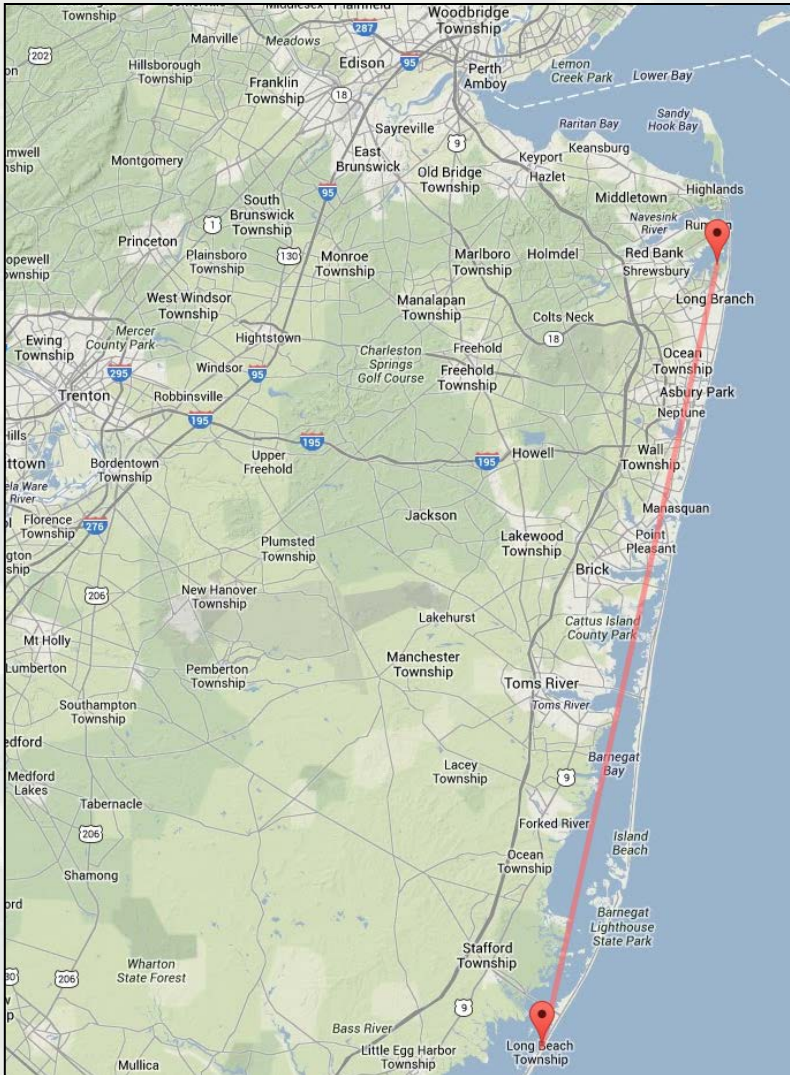 287
Manville
Meadows
Plainfield
Woodbridge
Township
202
Hillsborough
Township
Edison
95
Perth
Amboy
Lemon
Creek Park
Lower Bay
Franklin
Township
18
Sayreville
9
Raritan Bay
Sandy
Hook Bay
Montgomery
East
Brunswick
Old Bridge
Township
Keyport
Keansburg
Hazlet
95
South
Brunswick
Township
Middletown
Highlands
1
Navesink
River
Princeton
Plainsboro
Township
130
Monroe
Township
Marlboro
Township
Holmdel
Red Bank
Shrewsbury
West Windsor
Township
Manalapan
Township
Long Branch
Ewing
Township
Mercer
County Park
Hightstown
Colts Neck
18
295
Windsor
95
Charleston
Springs
Golf Course
Freehold
Freehold
Township
Ocean
Township
Trenton
Robbinsville
Asbury Park
Neptune
195
195
195
Bordentown
Township
Upper
Freehold
Howell
Wall
Township
River
Florence
Township
276
Jackson
Manasquan
Plumsted
Township
Lakewood
Township
Point
Pleasant
206
New Hanover
Township
Brick
Lakehurst
Cattus Island
County Park
Mt Holly
Lumberton
Pemberton
Township
Manchester
Township
Toms River
Toms River
Southampton
Township
Medford
Lakes
Lacey
Township
9
Barnegat
Bay
Tabernacle
206
Forked River
Island
Beach
Shamong
Ocean
Township
Barnegat
Lighthouse
State Park
Wharton
State Forest
Stafford
Township
206
9
Bass River
Long Beach
Township
Mullica
Little Egg Harbor
Township